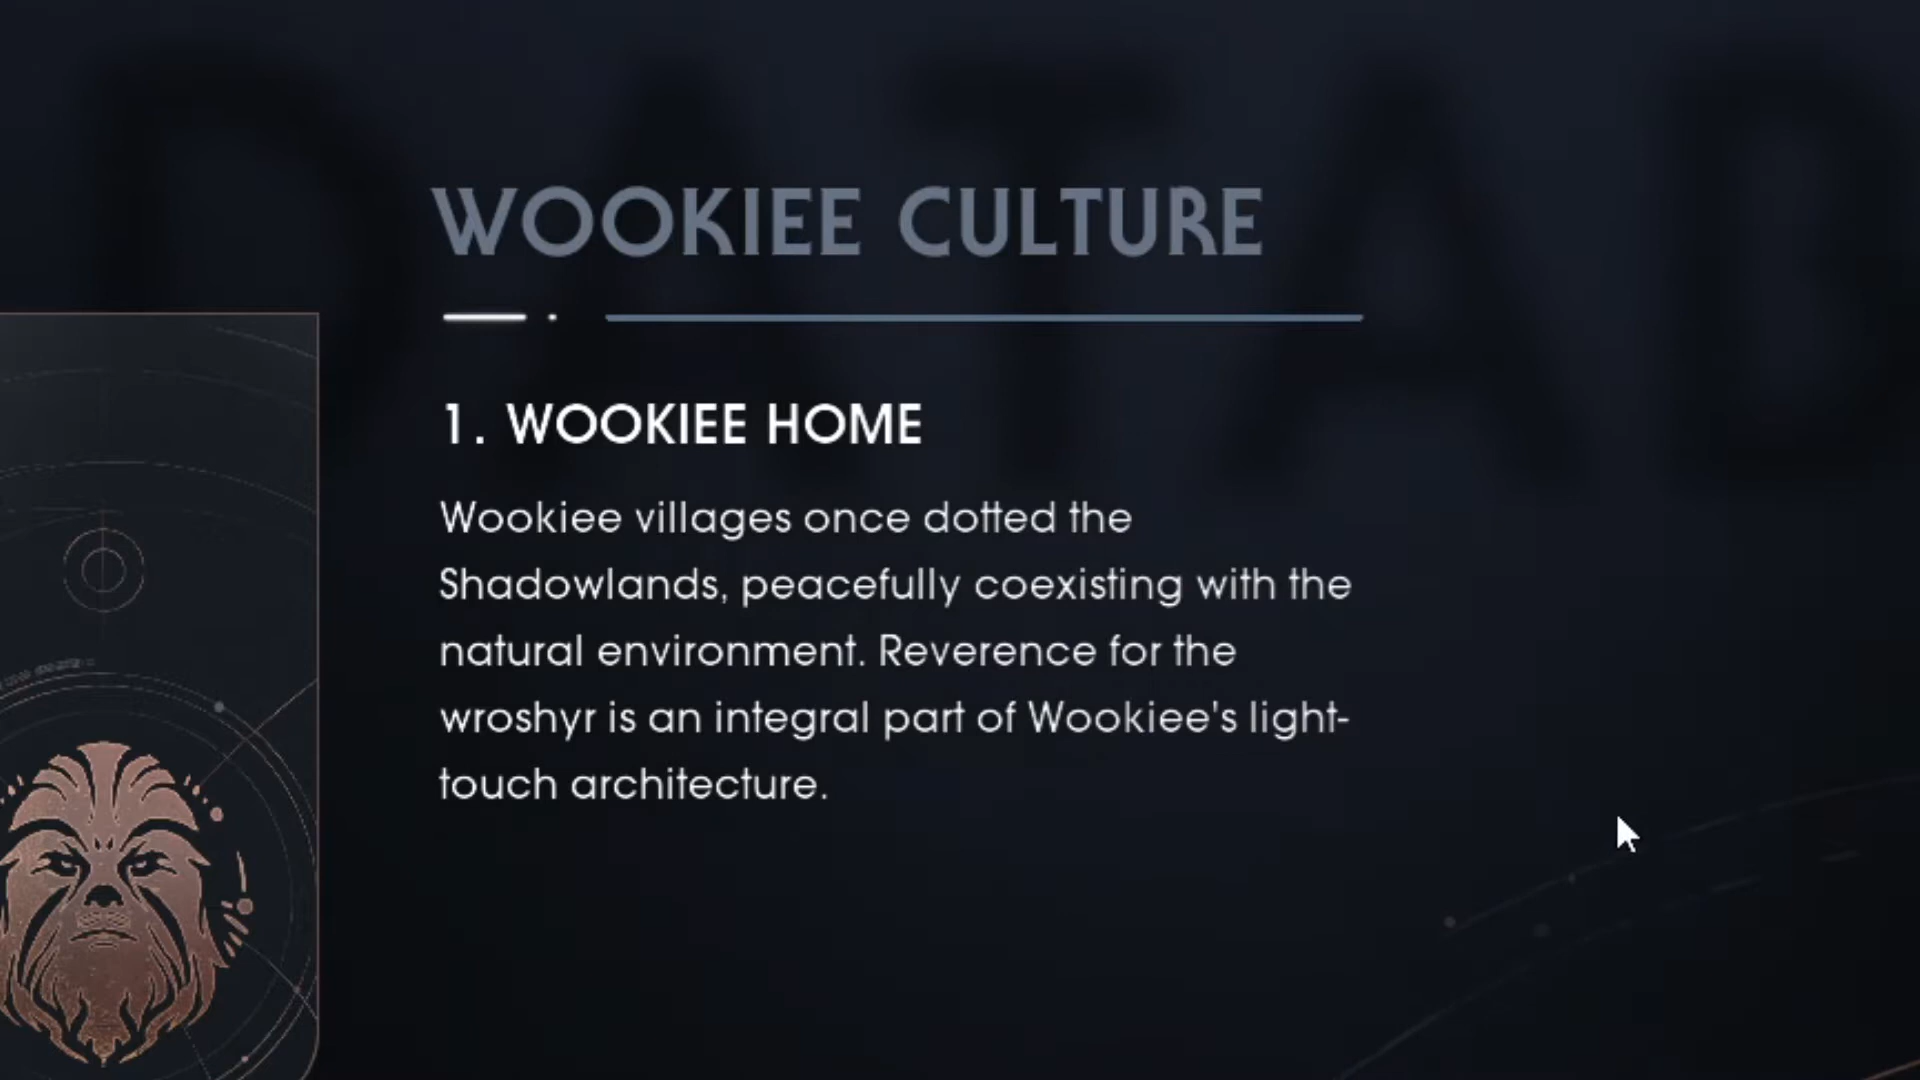 DATAB
WOOKIEE CULTURE
1. WOOKIEE HOME
Wookiee villages once dotted the
Shadowlands, peacefully coexisting with the
natural environment. Reverence for the
wroshyr is an integral part of Wookiee's light-
touch architecture.